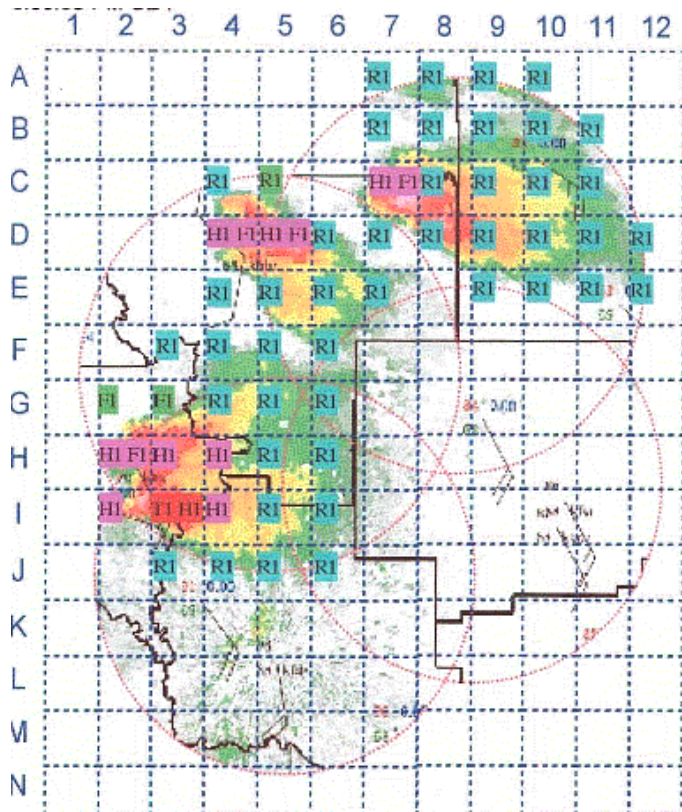 1 2 3 4 5 6 7 8 9 10 11 12
A R1 R1 R1 R1
B R1 R1 R1 R1 R1
C R1 R1 H1 F1 R1 R1 R1 R1
D H1 F1 H1 F1 R1 R1 R1 R1 R1 R1 R1
E R1 R1 R1 R1 R1 R1 R1 R1
F R1 R1 R1 R1
G F1 F1 R1 R1 R1
H H1 F1 H1 H1 R1 R1
I H1 T1 H1 H1 R1 R1
J R1 R1 R1 R1
K
L
M
N